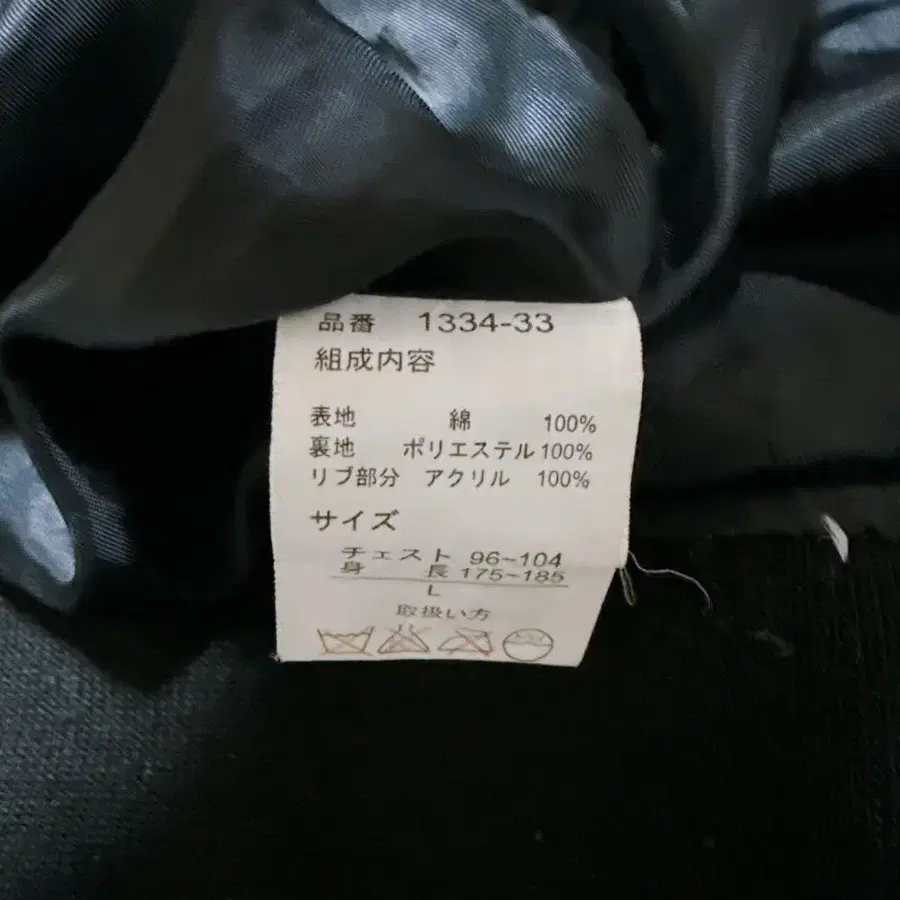 品番 1334-33
組成内容
表地 綿 100%
裏地 ポリエステル 100%
リブ部分 アクリル 100%
サイズ
チェスト 96~104
身 長 175~185
L
取扱い方